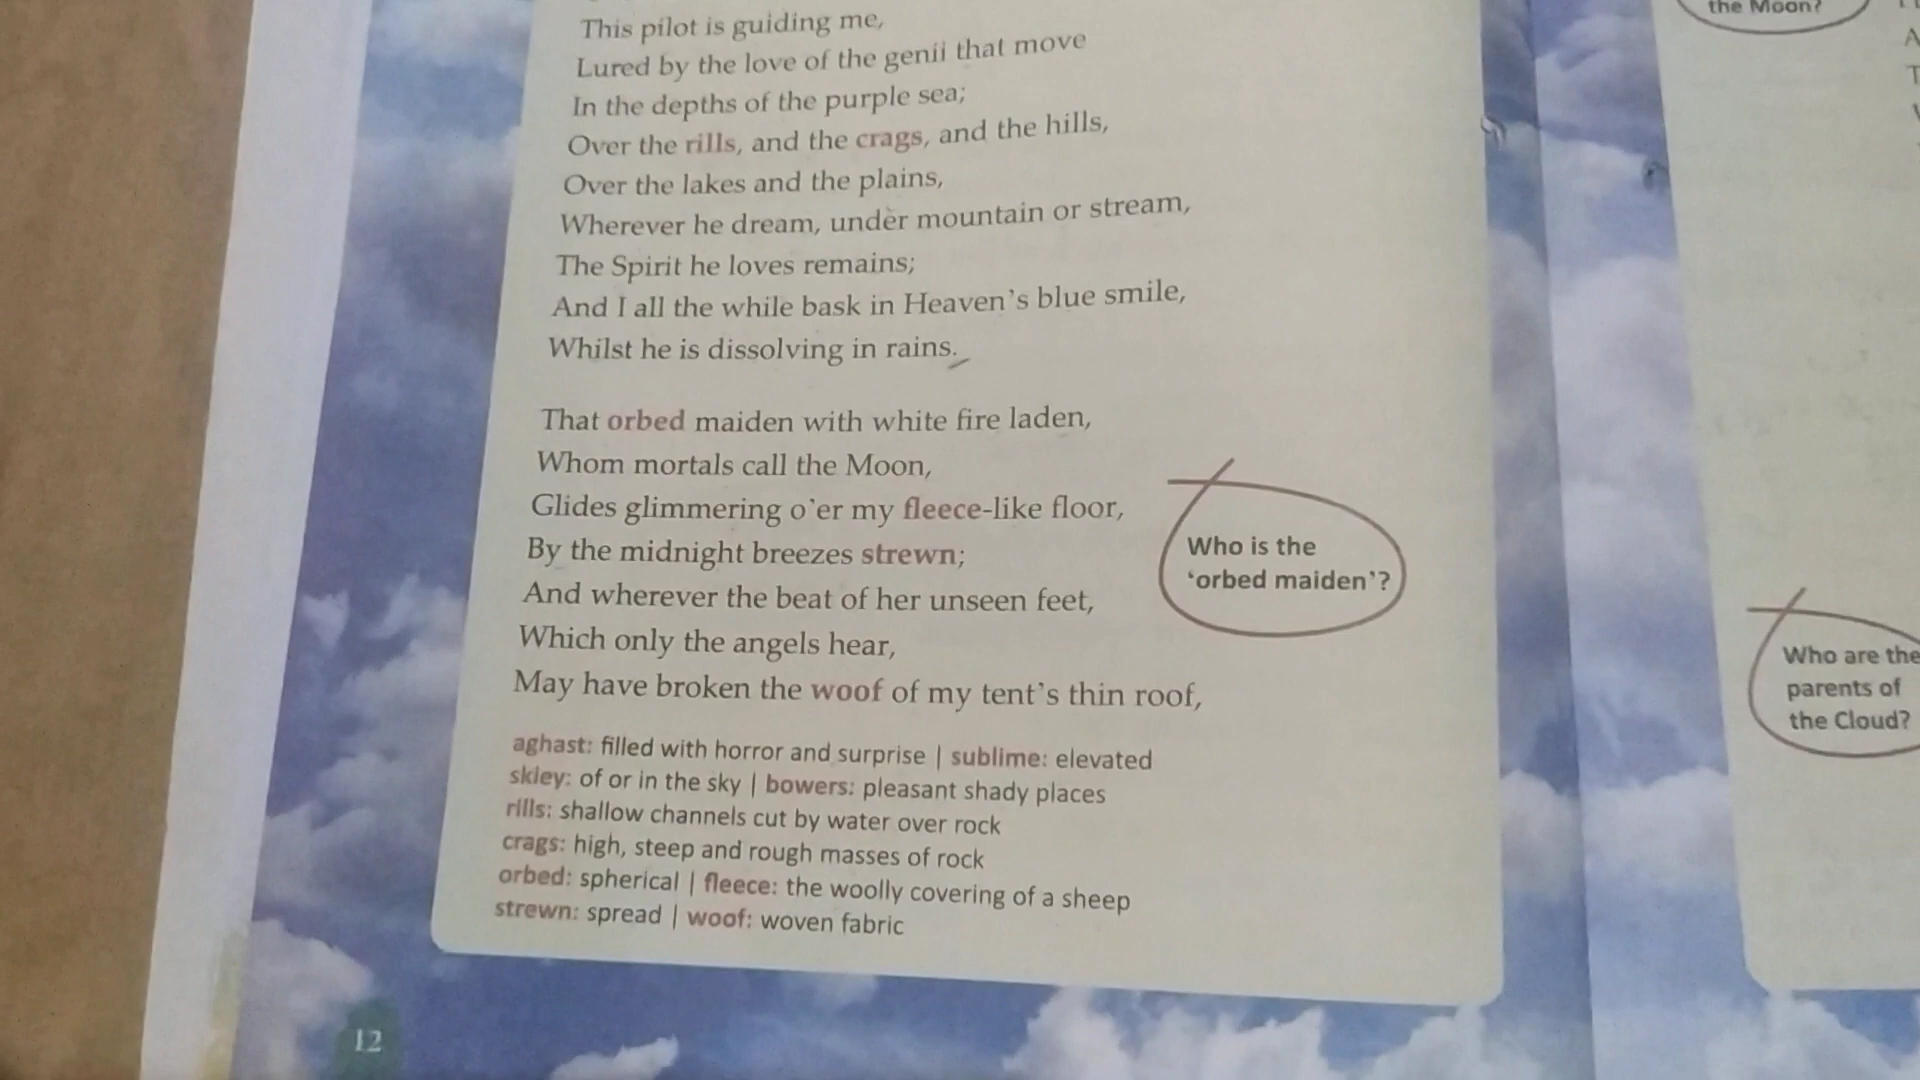 This pilot is guiding me,
Lured by the love of the genii that move
In the depths of the purple sea;
Over the rills, and the crags, and the hills,
Over the lakes and the plains,
Wherever he dream, under mountain or stream,
The Spirit he loves remains;
And I all the while bask in Heaven's blue smile,
Whilst he is dissolving in rains.
That orbed maiden with white fire laden,
Whom mortals call the Moon,
Glides glimmering o'er my fleece-like floor,
By the midnight breezes strewn;
And wherever the beat of her unseen feet,
Which only the angels hear,
May have broken the woof of my tent's thin roof,
Who is the
'orbed maiden'?
aghast: filled with horror and surprise | sublime: elevated
skiey: of or in the sky | bowers: pleasant shady places
rills: shallow channels cut by water over rock
crags: high, steep and rough masses of rock
orbed: spherical | fleece: the woolly covering of a sheep
strewn: spread | woof: woven fabric
12
the Moon?
Who are the
parents of
the Cloud?